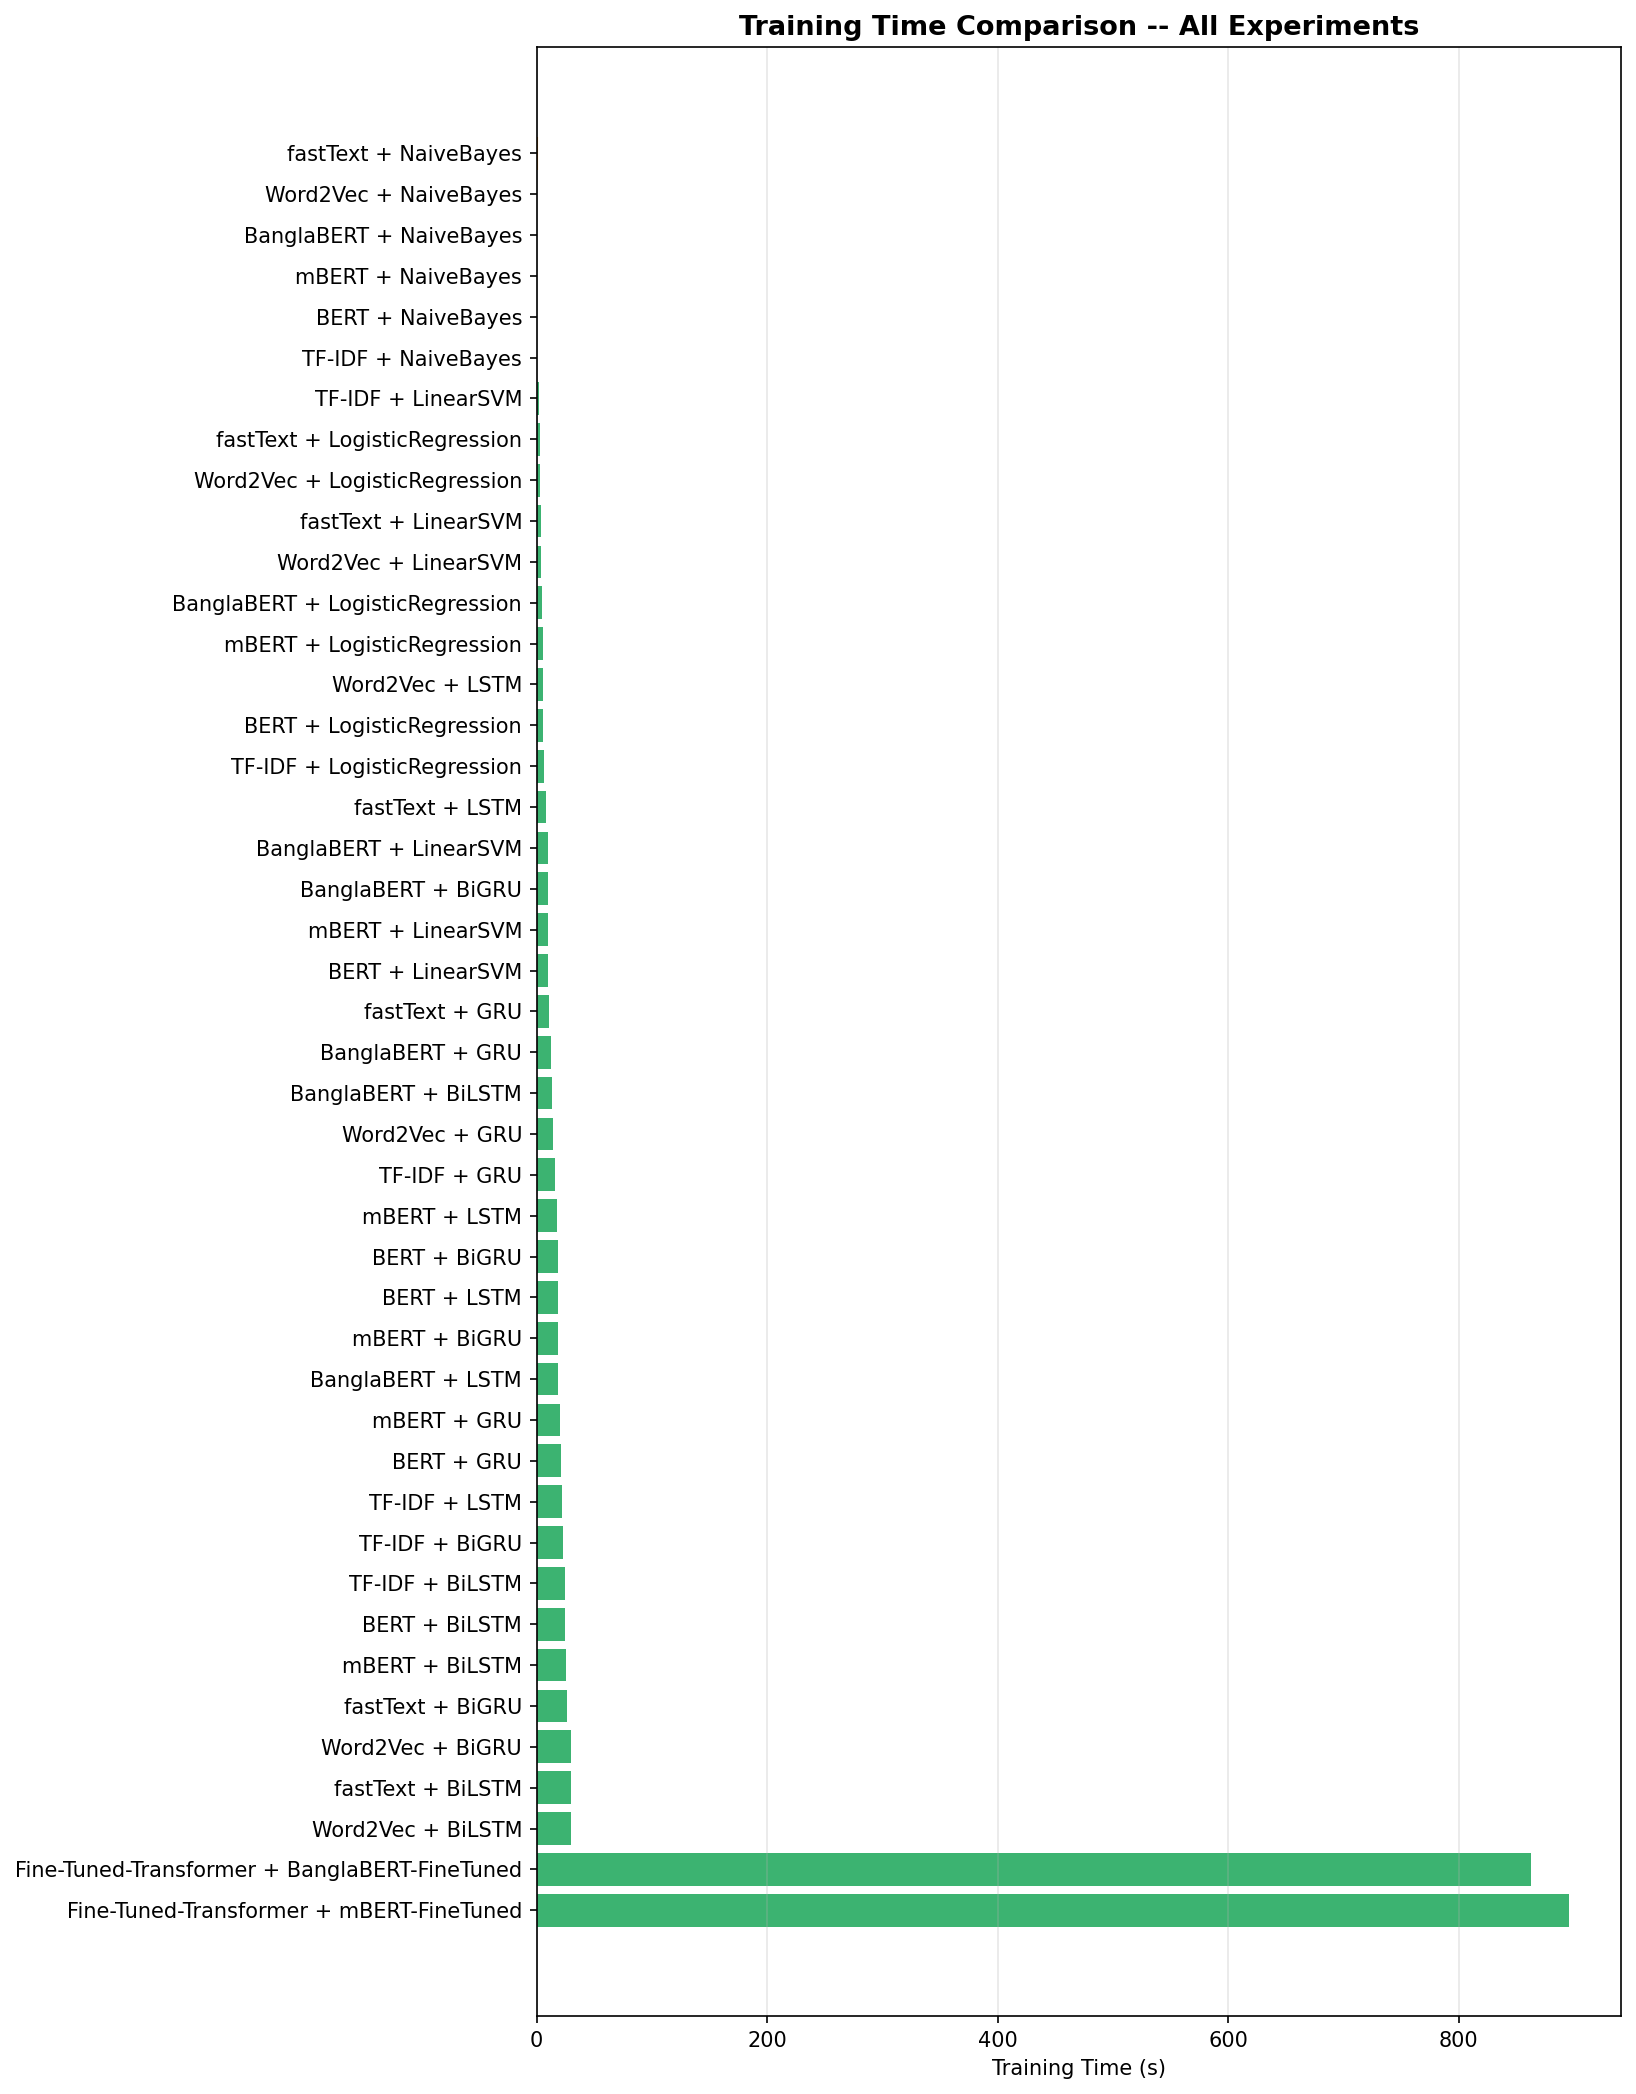 Training Time Comparison -- All Experiments
fastText + NaiveBayes
Word2Vec + NaiveBayes
BanglaBERT + NaiveBayes
mBERT + NaiveBayes
BERT + NaiveBayes
TF-IDF + NaiveBayes
TF-IDF + LinearSVM
fastText + LogisticRegression
Word2Vec + LogisticRegression
fastText + LinearSVM
Word2Vec + LinearSVM
BanglaBERT + LogisticRegression
mBERT + LogisticRegression
Word2Vec + LSTM
BERT + LogisticRegression
TF-IDF + LogisticRegression
fastText + LSTM
BanglaBERT + LinearSVM
BanglaBERT + BiGRU
mBERT + LinearSVM
BERT + LinearSVM
fastText + GRU
BanglaBERT + GRU
BanglaBERT + BiLSTM
Word2Vec + GRU
TF-IDF + GRU
mBERT + LSTM
BERT + BiGRU
BERT + LSTM
mBERT + BiGRU
BanglaBERT + LSTM
mBERT + GRU
BERT + GRU
TF-IDF + LSTM
TF-IDF + BiGRU
TF-IDF + BiLSTM
BERT + BiLSTM
mBERT + BiLSTM
fastText + BiGRU
Word2Vec + BiGRU
fastText + BiLSTM
Word2Vec + BiLSTM
Fine-Tuned-Transformer + BanglaBERT-FineTuned
Fine-Tuned-Transformer + mBERT-FineTuned
0 200 400 600 800
Training Time (s)